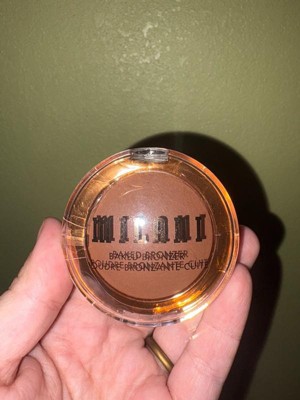 MILANI
BAKED BRONZER
POUDRE BRONZANTE CUITE